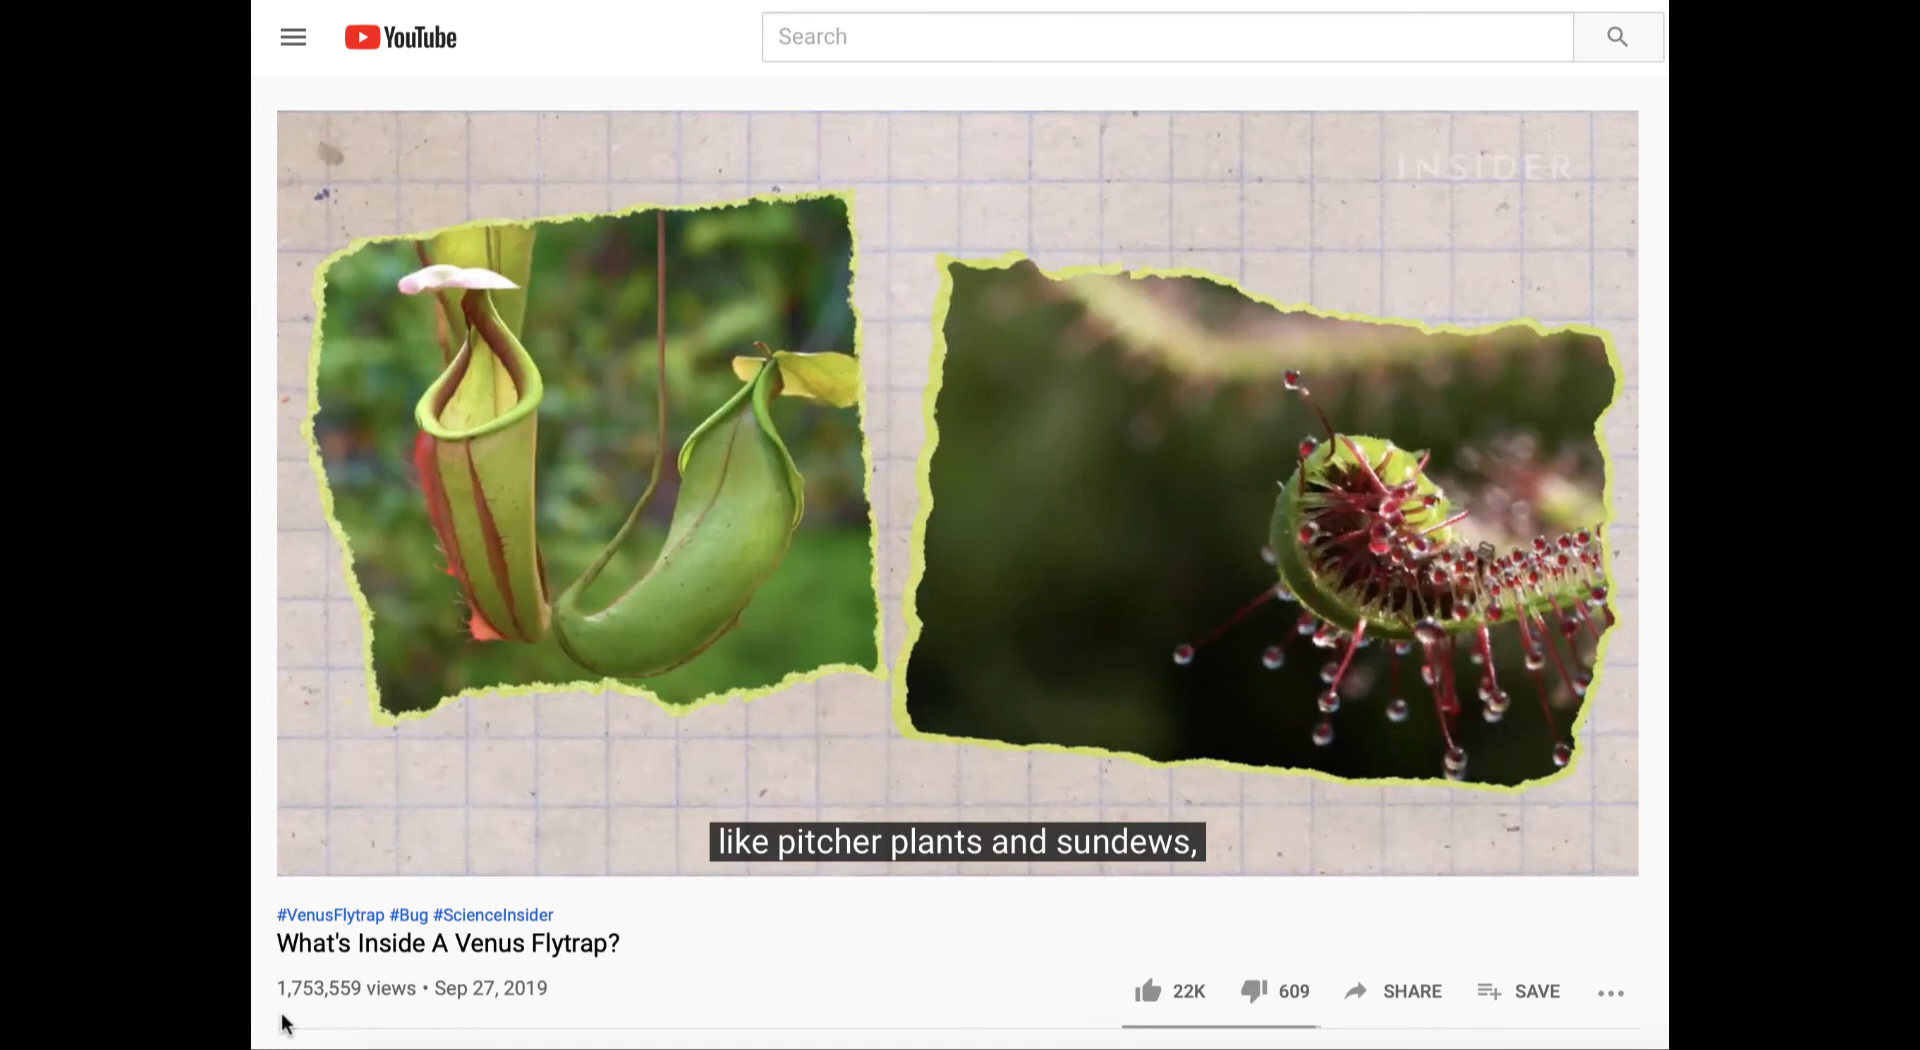 YouTube
Search
INSIDER
like pitcher plants and sundews,
#VenusFlytrap #Bug #ScienceInsider
What's Inside A Venus Flytrap?
1,753,559 views • Sep 27, 2019
22K 609 SHARE SAVE